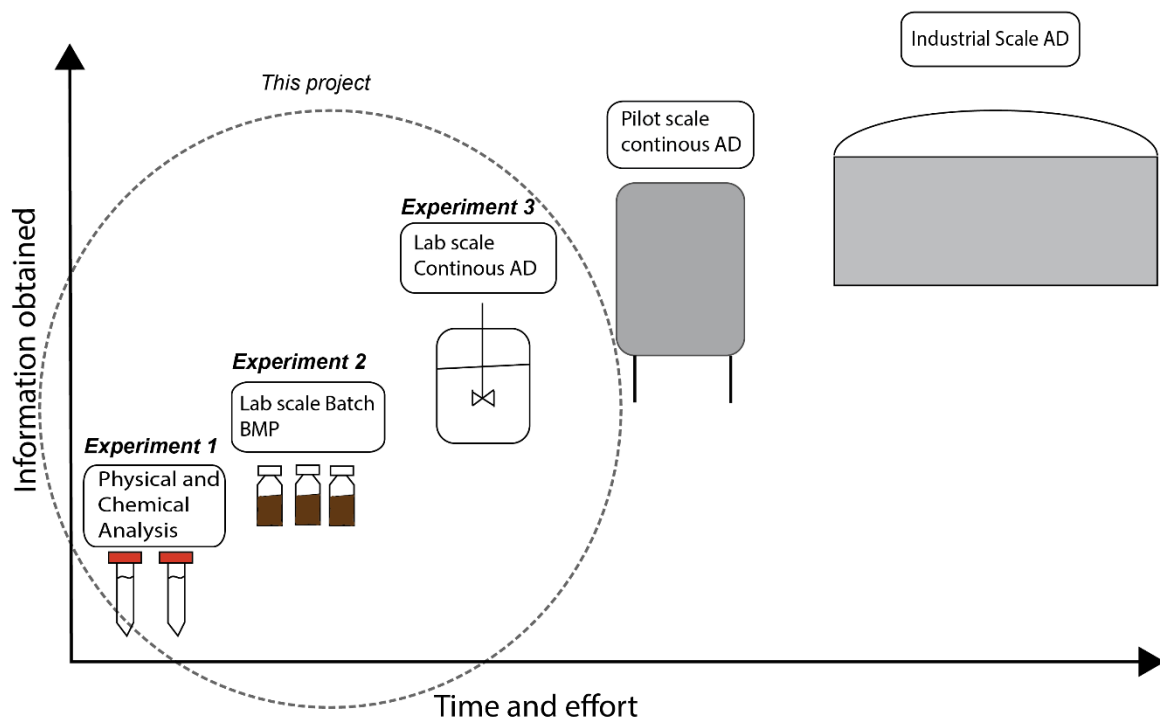 Industrial Scale AD
This project
Pilot scale
continous AD
Experiment 3
Lab scale
Continous AD
Experiment 2
Lab scale Batch
BMP
Experiment 1
Physical and
Chemical
Analysis
Information obtained
Time and effort